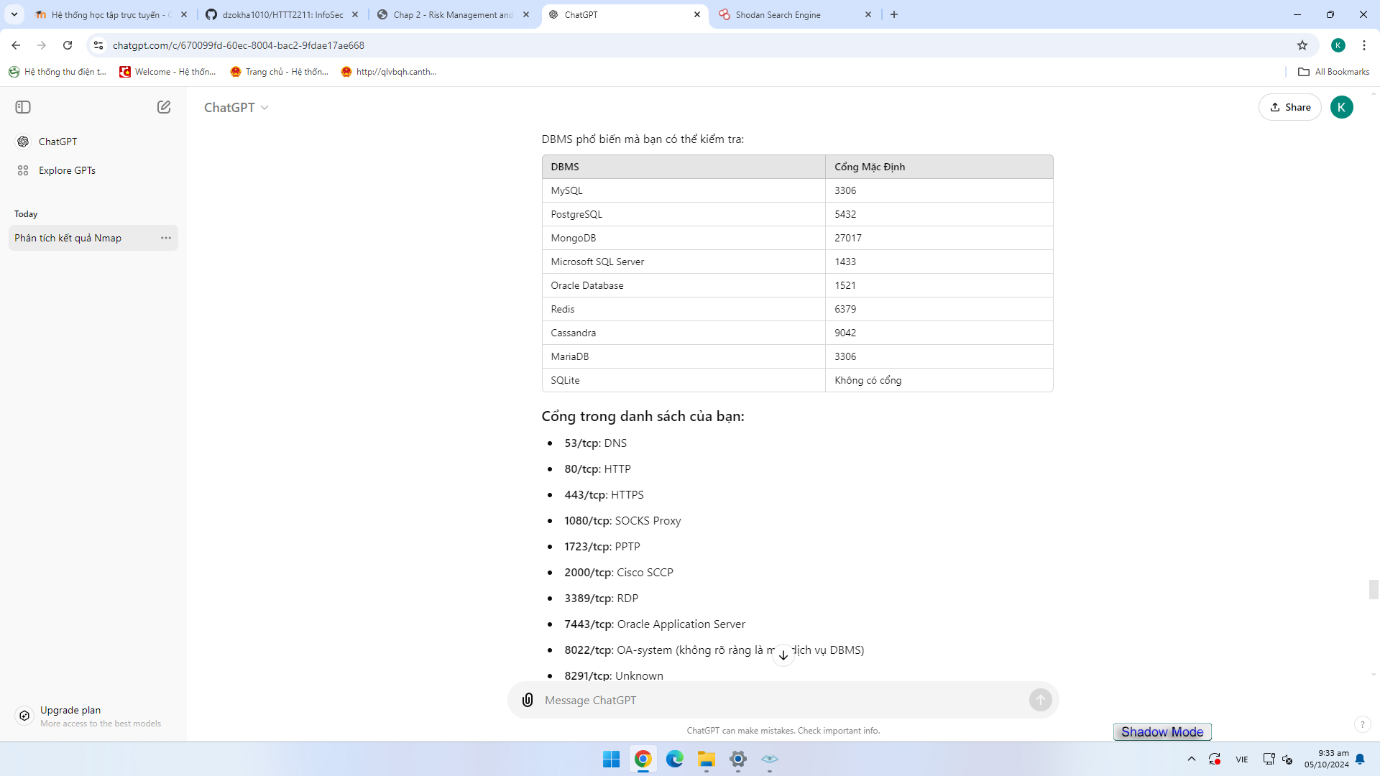 Hệ thống học tập trực tuyến - C
dzokha1010/HTTT2211: InfoSec
Chap 2 - Risk Management and
ChatGPT
Shodan Search Engine
chatgpt.com/c/670099fd-60ec-8004-bac2-9fdae17ae668
K
Hệ thống thư điện t...
Welcome - Hệ thốn...
Trang chủ - Hệ thốn...
http://qlvbqh.canth...
All Bookmarks
ChatGPT
Share
K
ChatGPT
Explore GPTs
Today
Phân tích kết quả Nmap
DBMS phổ biến mà bạn có thể kiểm tra:
DBMS Cổng Mặc Định
MySQL 3306
PostgreSQL 5432
MongoDB 27017
Microsoft SQL Server 1433
Oracle Database 1521
Redis 6379
Cassandra 9042
MariaDB 3306
SQLite Không có cổng
Cổng trong danh sách của bạn:
53/tcp: DNS
80/tcp: HTTP
443/tcp: HTTPS
1080/tcp: SOCKS Proxy
1723/tcp: PPTP
2000/tcp: Cisco SCCP
3389/tcp: RDP
7443/tcp: Oracle Application Server
8022/tcp: OA-system (không rõ ràng là dịch vụ DBMS)
8291/tcp: Unknown
Message ChatGPT
ChatGPT can make mistakes. Check important info.
?
Upgrade plan
More access to the best models
Shadow Mode
VIE
9:33 am
05/10/2024